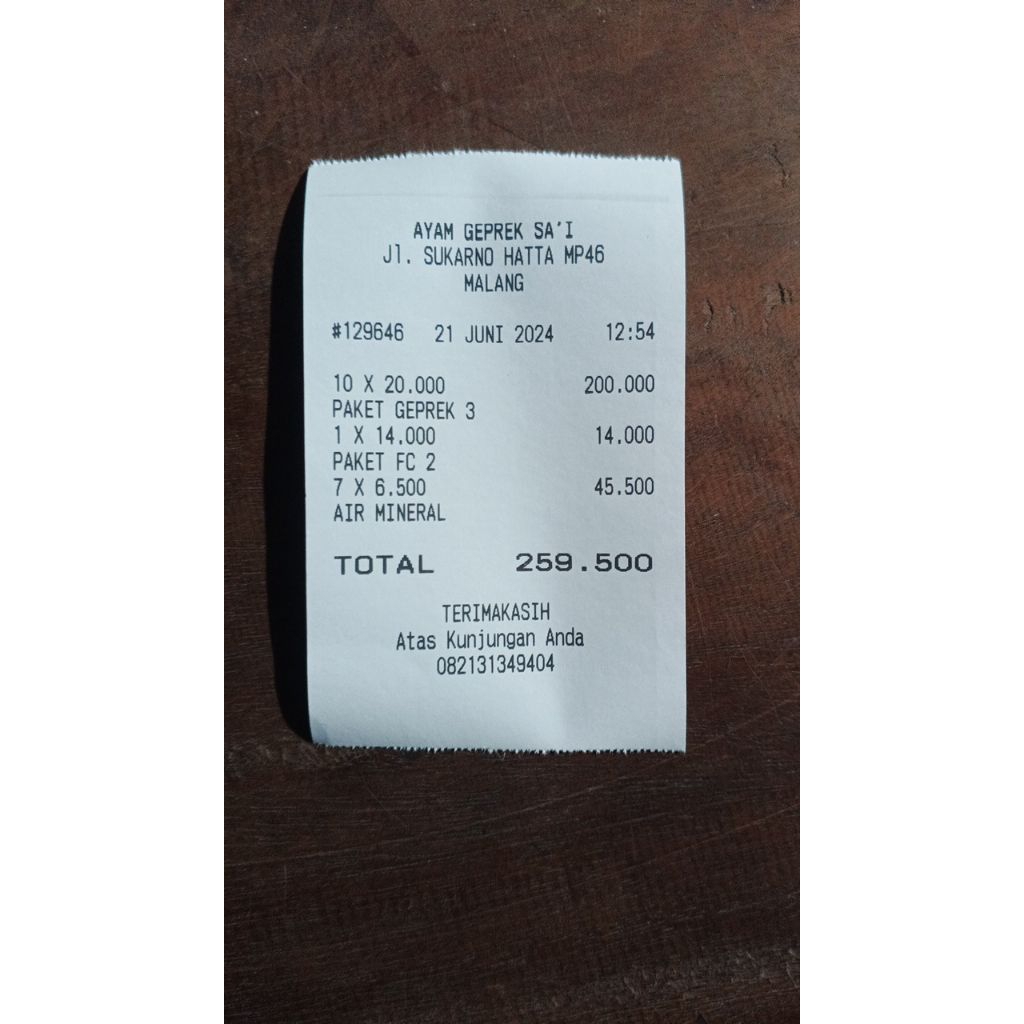 AYAM GEPREK SA'I
Jl. SUKARNO HATTA MP46
MALANG
#129646 21 JUNI 2024 12:54
10 X 20.000 200.000
PAKET GEPREK 3
1 X 14.000 14.000
PAKET FC 2
7 X 6.500 45.500
AIR MINERAL
TOTAL 259.500
TERIMAKASIH
Atas Kunjungan Anda
082131349404